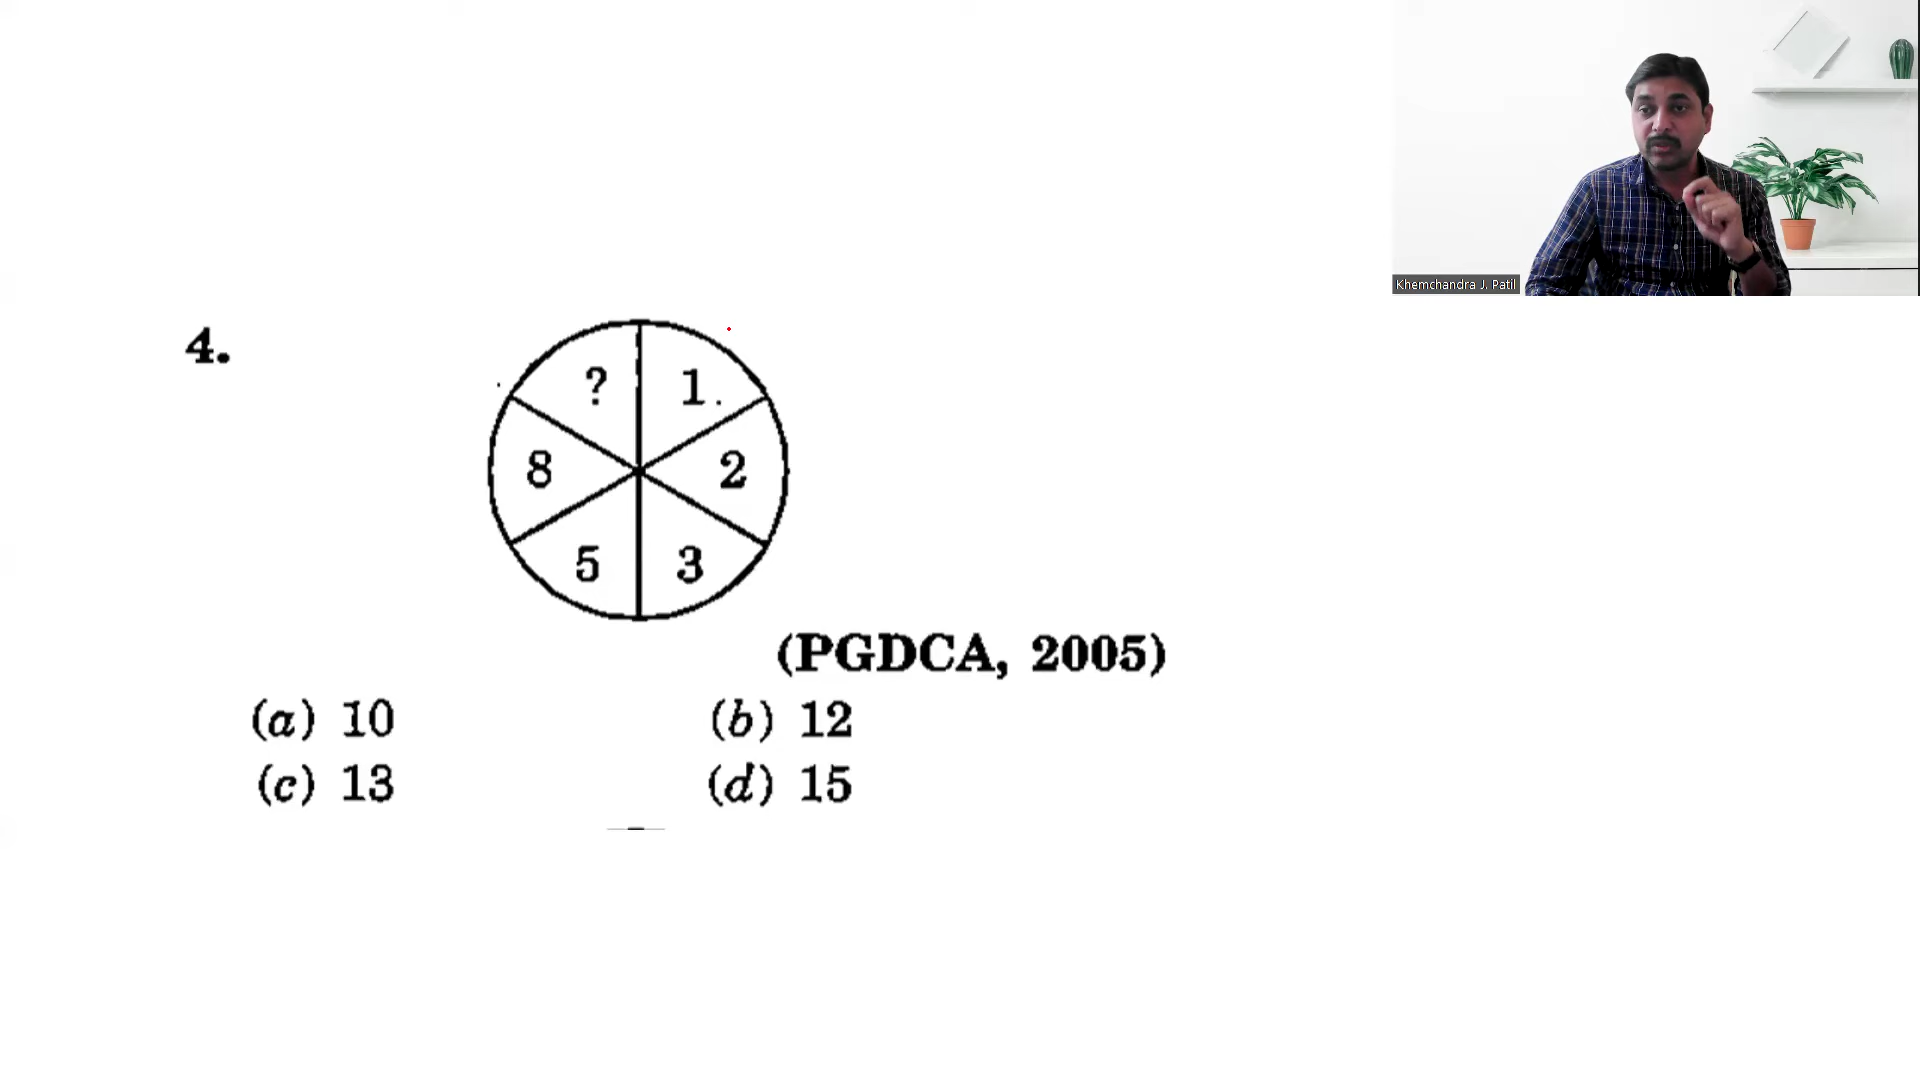 Khemchandra J. Patil
4.
? 1.
8 2
5 3
(PGDCA, 2005)
(a) 10 (b) 12
(c) 13 (d) 15